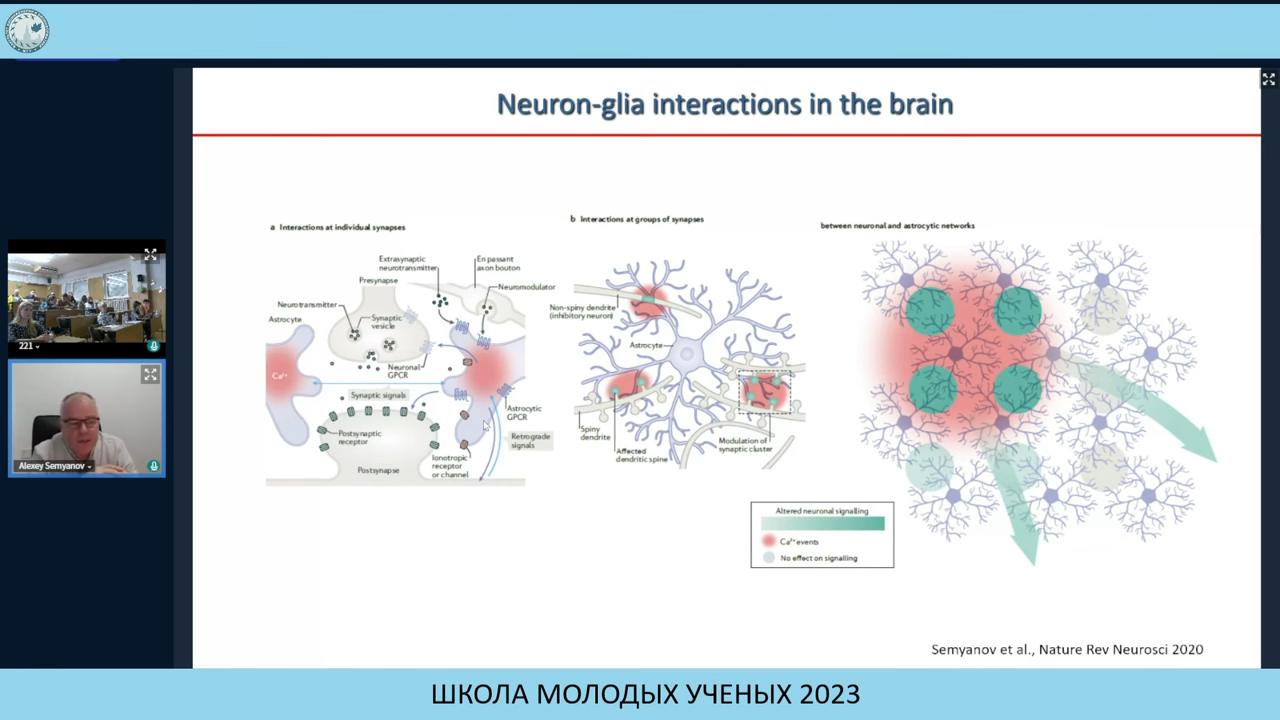 Neuron-glia interactions in the brain
a Interactions at individual synapses
Extrasynaptic
neurotransmitter
En passant
axon bouton
Presynapse
Neuromodulator
Neurotransmitter
Synaptic
vesicle
Astrocyte
Neuronal
GPCR
Ca²⁺
Synaptic signals
Astrocytic
GPCR
Postsynaptic
receptor
Retrograde
signals
Ionotropic
receptor
or channel
Postsynapse
b Interactions at groups of synapses
Non-spiny dendrite
(inhibitory neuron)
Astrocyte
Spiny
dendrite
Affected
dendritic spine
Modulation of
synaptic cluster
between neuronal and astrocytic networks
Altered neuronal signalling
Ca²⁺ events
No effect on signalling
Semyanov et al., Nature Rev Neurosci 2020
221
Alexey Semyanov
ШКОЛА МОЛОДЫХ УЧЕНЫХ 2023